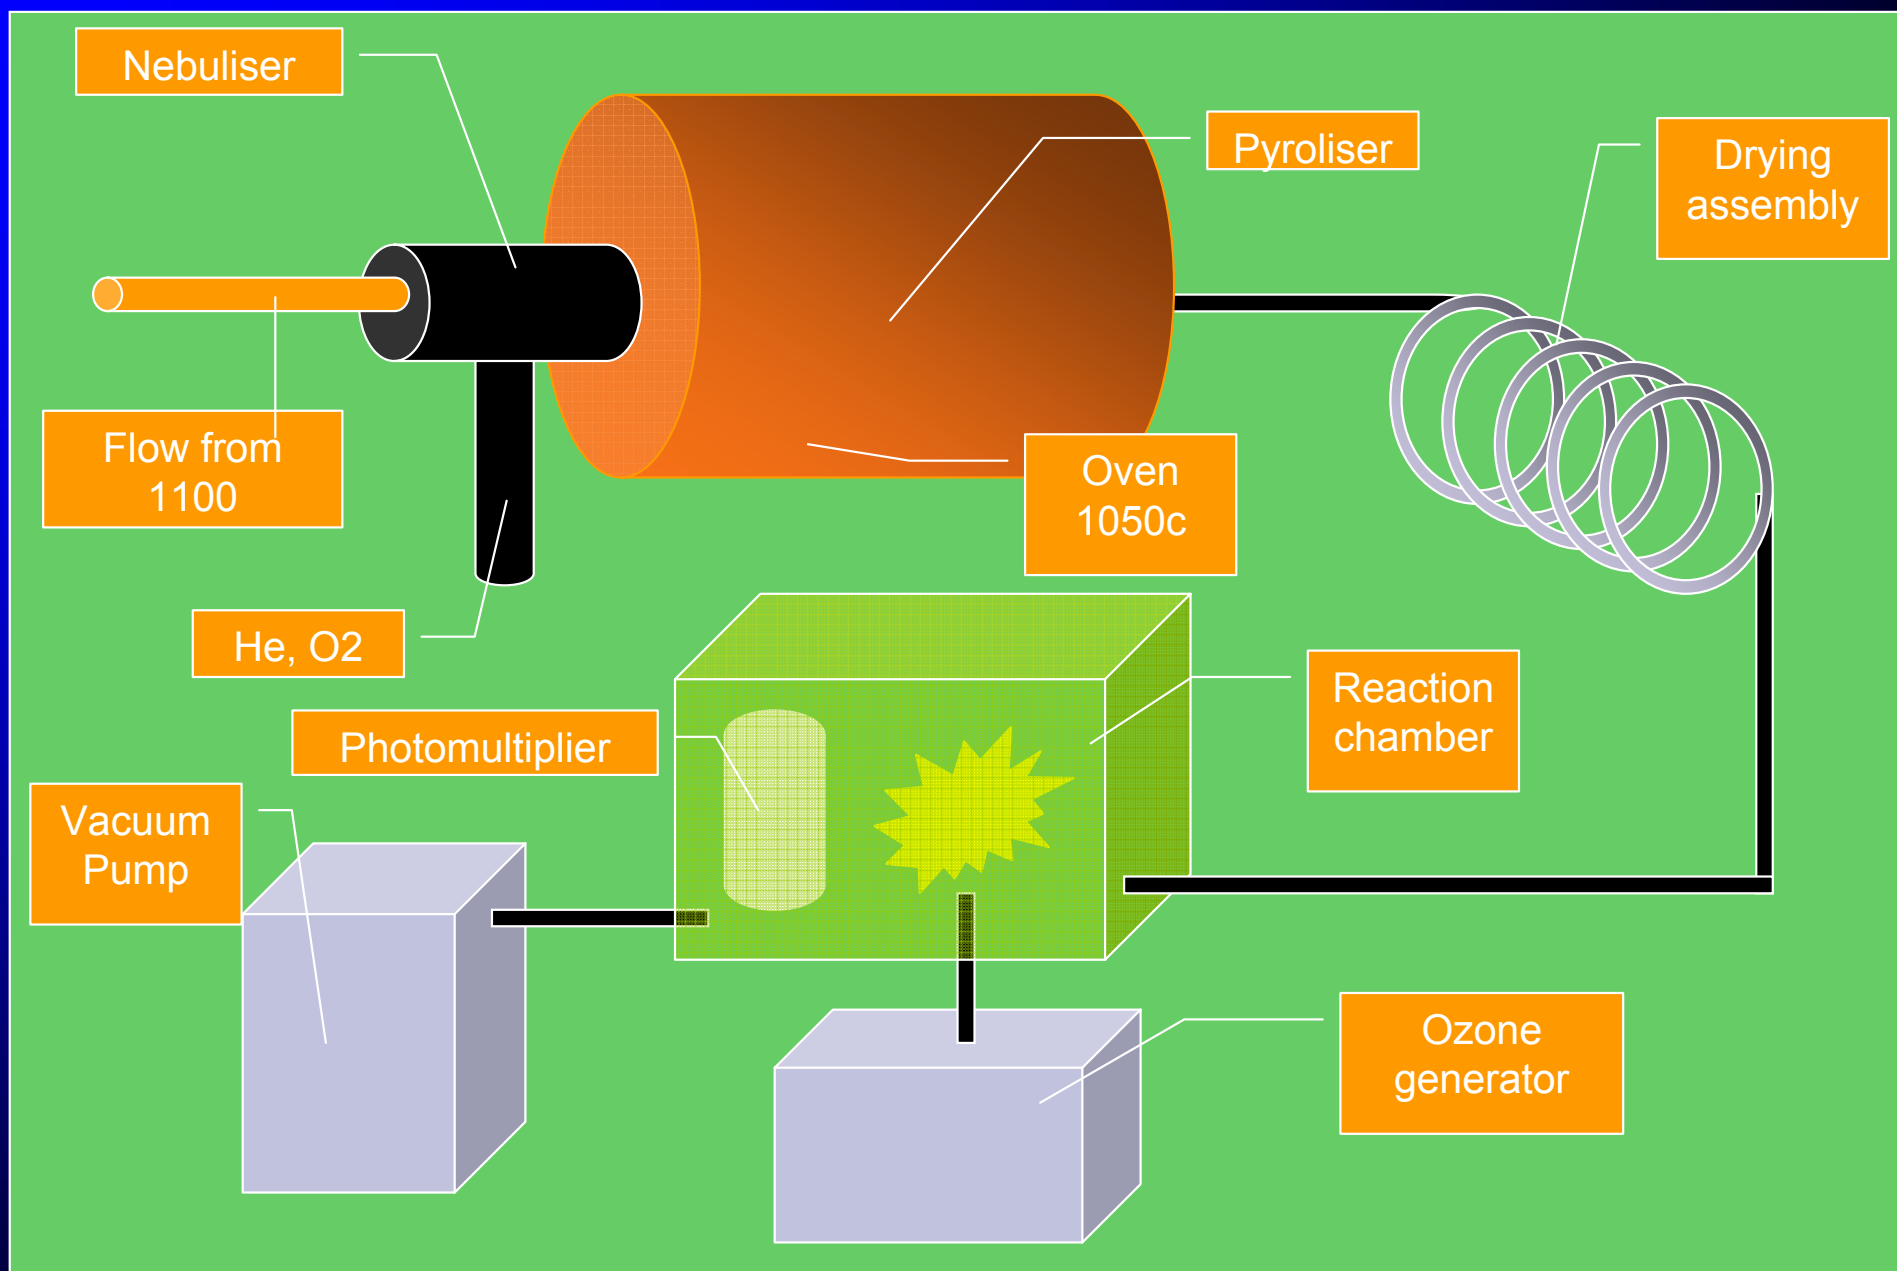 Nebuliser
Pyroliser
Drying
assembly
Flow from
1100
Oven
1050c
He, O2
Reaction
chamber
Photomultiplier
Vacuum
Pump
Ozone
generator